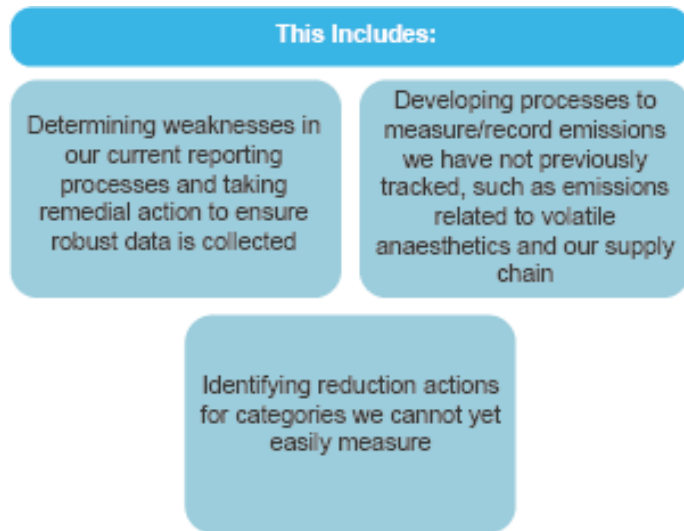 This Includes:
Determining weaknesses in
our current reporting
processes and taking
remedial action to ensure
robust data is collected
Developing processes to
measure/record emissions
we have not previously
tracked, such as emissions
related to volatile
anaesthetics and our supply
chain
Identifying reduction actions
for categories we cannot yet
easily measure